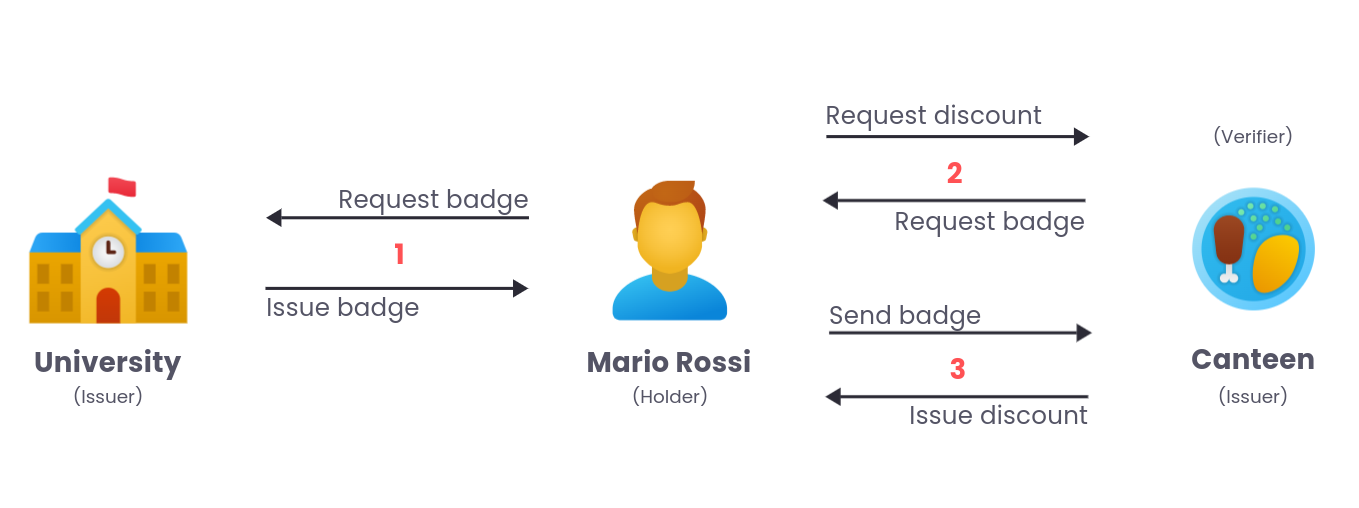 Request discount
(Verifier)
2
Request badge
Request badge
1
Issue badge
Send badge
3
Issue discount
University
(Issuer)
Mario Rossi
(Holder)
Canteen
(Issuer)